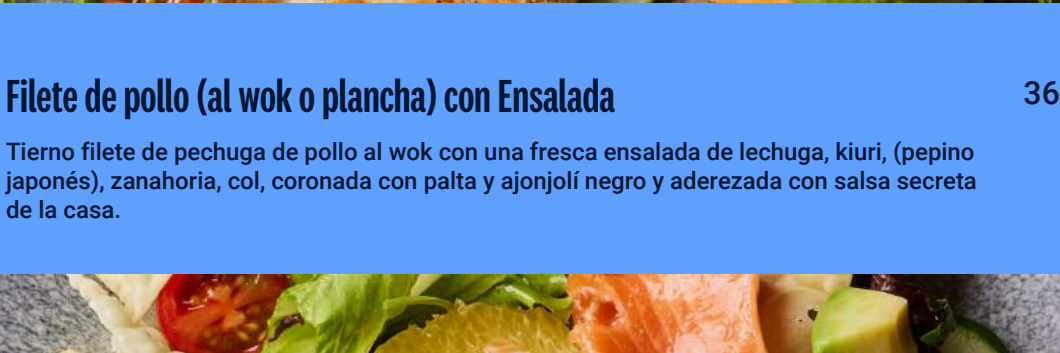 Filete de pollo (al wok o plancha) con Ensalada
36
Tierno filete de pechuga de pollo al wok con una fresca ensalada de lechuga, kiuri, (pepino
japonés), zanahoria, col, coronada con palta y ajonjolí negro y aderezada con salsa secreta
de la casa.